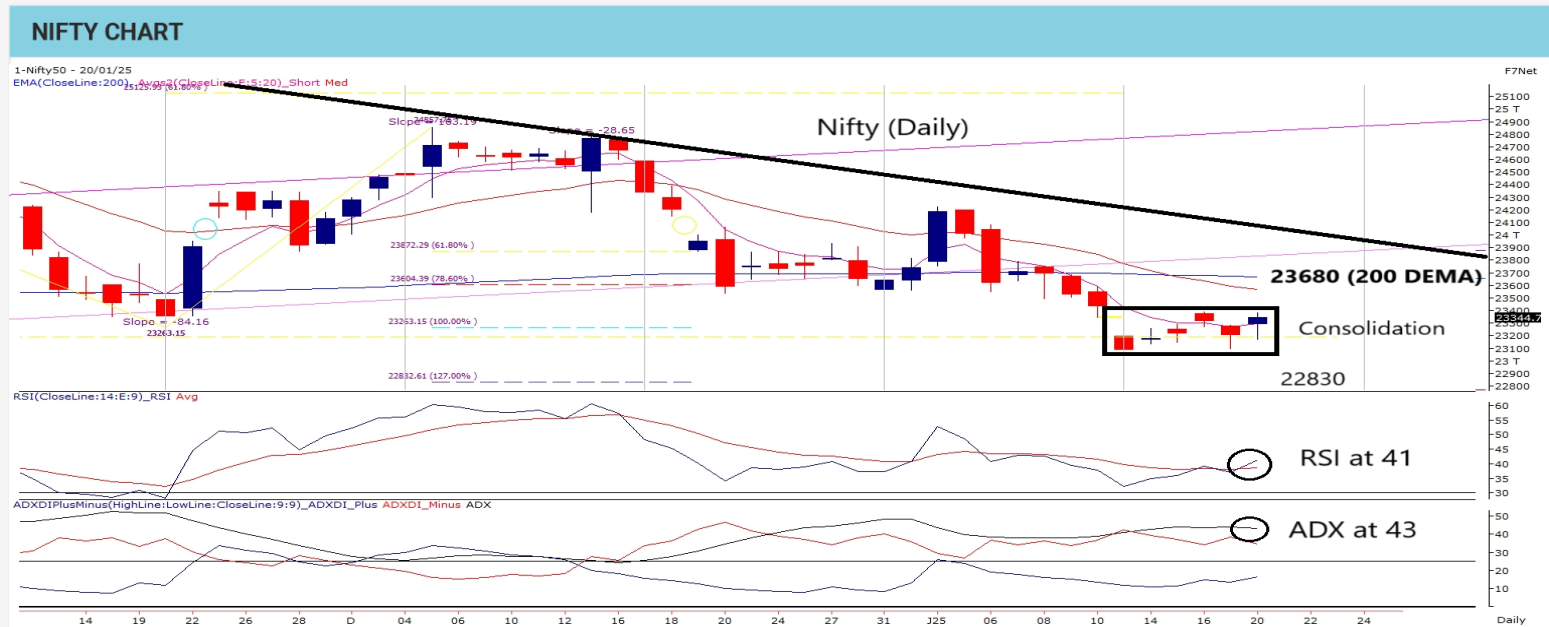 NIFTY CHART
1-Nifty50 - 20/01/25
F7Net
EMA(CloseLine:200), Avgs2(CloseLine:E:5:20)_Short Med
25125.95 (61.80% )
Slope = -28.65
Nifty (Daily)
23872.29 (61.80% )
23604.39 (78.60% )
23263.15 (100.00% )
22832.61 (127.00% )
Slope = -84.16
23263.15
23680 (200 DEMA)
Consolidation
22830
25100
25 T
24900
24800
24700
24600
24500
24400
24300
24200
24100
24 T
23900
23800
23700
23600
23500
23400
23344.7
23300
23200
23100
23 T
22900
22800
RSI(CloseLine:14:E:9)_RSI Avg
60
55
50
45
40
35
30
RSI at 41
ADXDIPlusMinus(HighLine:LowLine:CloseLine:9:9)_ADXDI_Plus ADXDI_Minus ADX
50
40
30
20
10
ADX at 43
14 19 22 26 28 D 04 06 10 12 16 18 20 24 27 31 J25 06 08 10 14 16 20 22 24 Daily